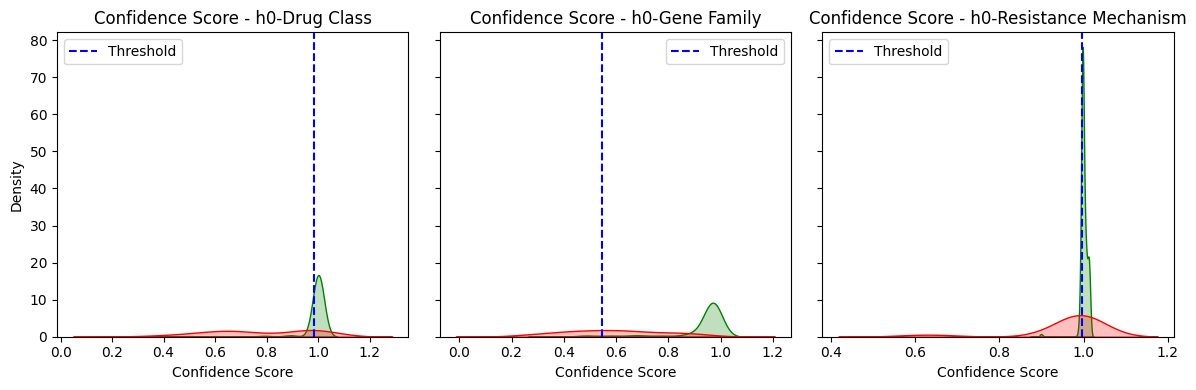 Confidence Score - h0-Drug Class
Confidence Score - h0-Gene Family
Confidence Score - h0-Resistance Mechanism
Threshold
Threshold
Threshold
Density
80
70
60
50
40
30
20
10
0
0.0 0.2 0.4 0.6 0.8 1.0 1.2
0.0 0.2 0.4 0.6 0.8 1.0 1.2
0.4 0.6 0.8 1.0 1.2
Confidence Score
Confidence Score
Confidence Score